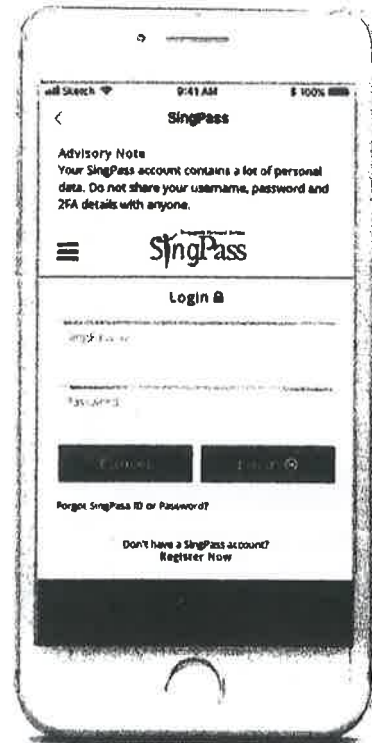 Sketch 9:41 AM 100%
SingPass
Advisory Note
Your SingPass account contains a lot of personal
data. Do not share your username, password and
2FA details with anyone.
SingPass
Login
Password
Cancel
Forgot SingPass ID or Password?
Don't have a SingPass account?
Register Now